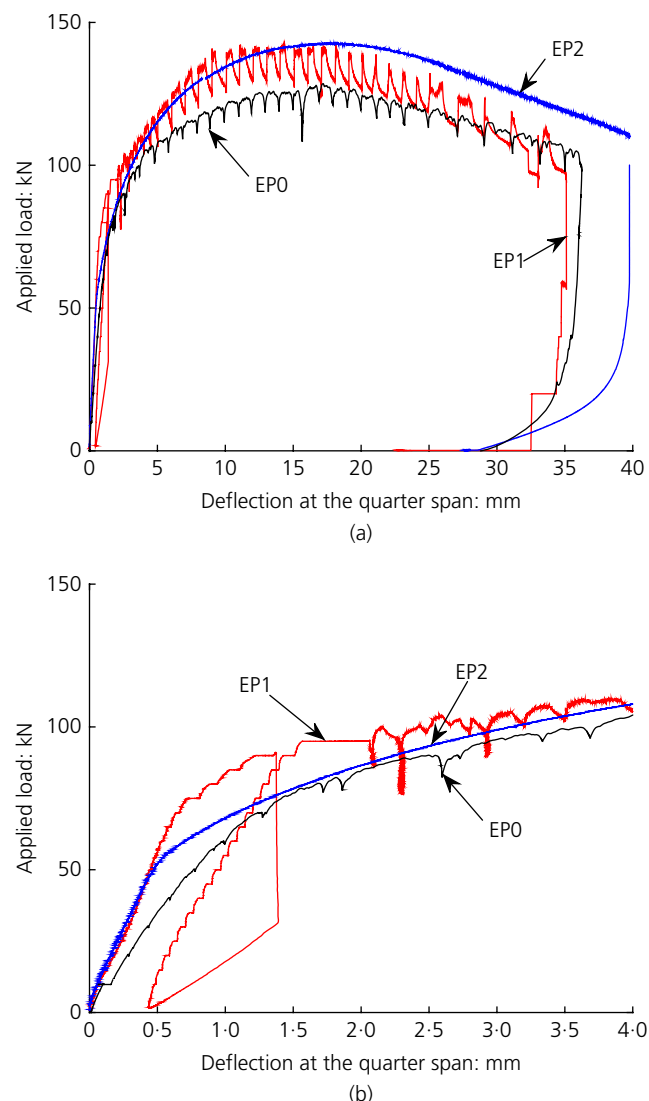 150
EP2
100
EP0
EP1
50
0
0
5
10
15
20
25
30
35
40
Applied load: kN
Deflection at the quarter span: mm
(a)
150
EP1
EP2
100
EP0
50
0
0
0·5
1·0
1·5
2·0
2·5
3·0
3·5
4·0
Applied load: kN
Deflection at the quarter span: mm
(b)